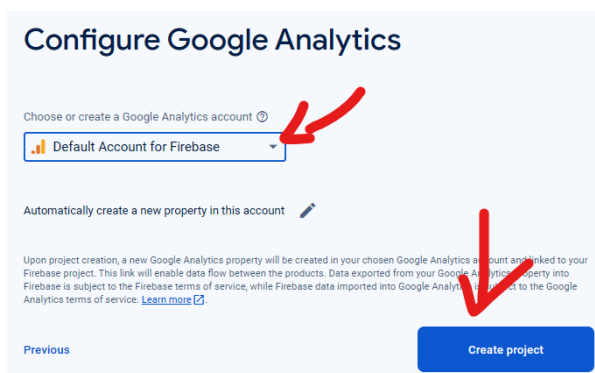 Configure Google Analytics
Choose or create a Google Analytics account
Default Account for Firebase
Automatically create a new property in this account
Upon project creation, a new Google Analytics property will be created in your chosen Google Analytics account and linked to your
Firebase project. This link will enable data flow between the products. Data exported from your Google Analytics property into
Firebase is subject to the Firebase terms of service, while Firebase data imported into Google Analytics is subject to the Google
Analytics terms of service. Learn more.
Previous
Create project